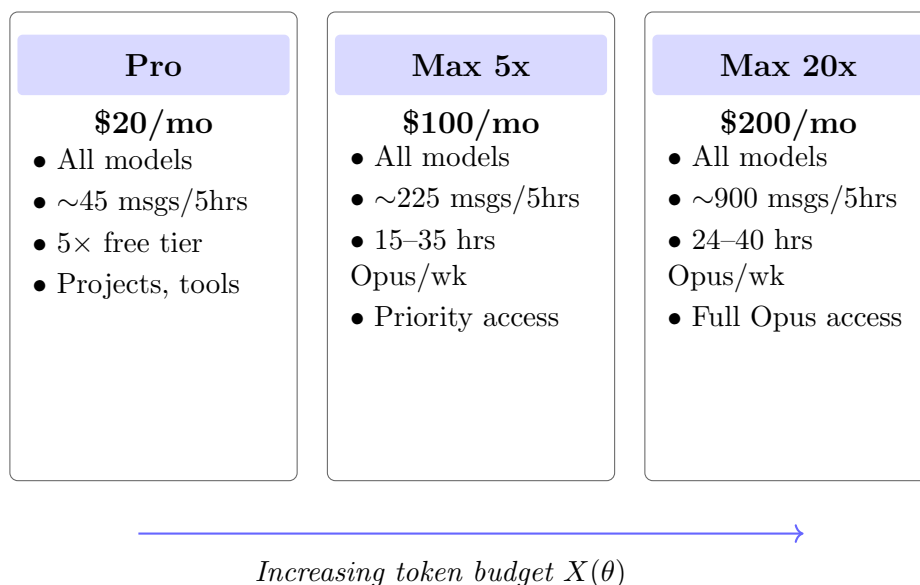 Pro
$20/mo
• All models
• ∼45 msgs/5hrs
• 5× free tier
• Projects, tools
Max 5x
$100/mo
• All models
• ∼225 msgs/5hrs
• 15–35 hrs
Opus/wk
• Priority access
Max 20x
$200/mo
• All models
• ∼900 msgs/5hrs
• 24–40 hrs
Opus/wk
• Full Opus access
Increasing token budget X(θ)